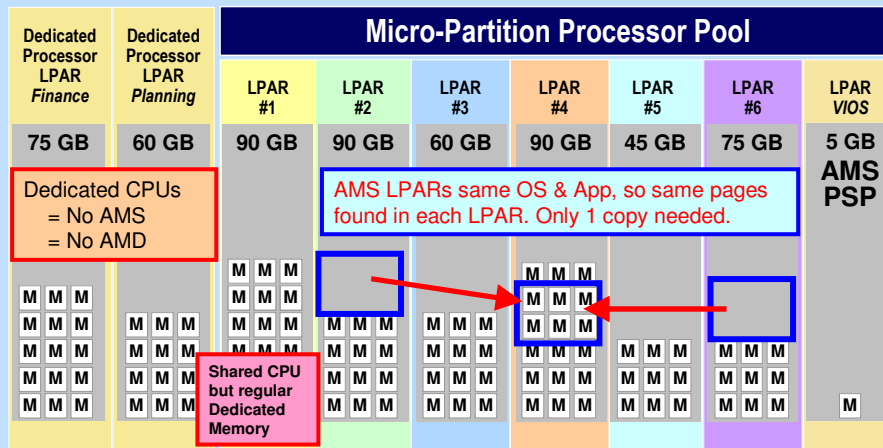 Dedicated
Processor
LPAR
Finance
Dedicated
Processor
LPAR
Planning
Micro-Partition Processor Pool
LPAR
#1
LPAR
#2
LPAR
#3
LPAR
#4
LPAR
#5
LPAR
#6
LPAR
VIOS
75 GB
60 GB
90 GB
90 GB
60 GB
90 GB
45 GB
75 GB
5 GB
AMS
PSP
Dedicated CPUs
= No AMS
= No AMD
AMS LPARs same OS & App, so same pages
found in each LPAR. Only 1 copy needed.
M M M M M M
M M M M M M M M M
M M M M M M M M M M M M M M M M M M
M M M M M M M M M M M M M M M M M M M M M M M M
M M M M M M M M M M M M M M M M M M M M M
M M M M M M M M M M M M M M M M M M M M M M
Shared CPU
but regular
Dedicated
Memory